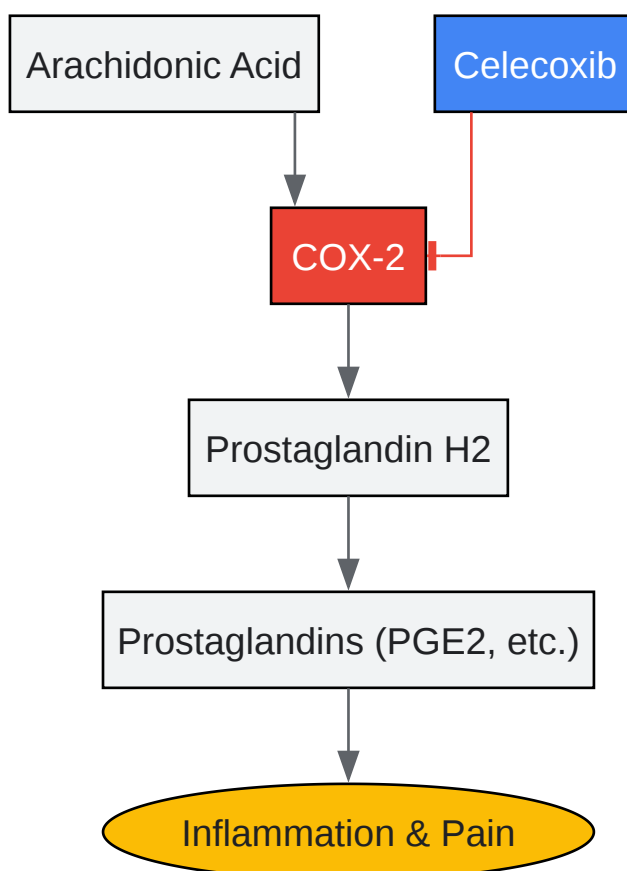 Arachidonic Acid
Celecoxib
COX-2
Prostaglandin H2
Prostaglandins (PGE2, etc.)
Inflammation & Pain